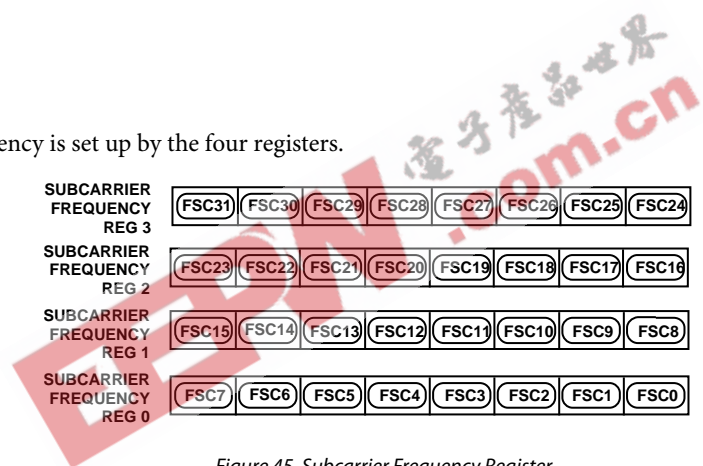 ency is set up by the four registers.
SUBCARRIER
FREQUENCY
REG 3
FSC31 FSC30 FSC29 FSC28 FSC27 FSC26 FSC25 FSC24
SUBCARRIER
FREQUENCY
REG 2
FSC23 FSC22 FSC21 FSC20 FSC19 FSC18 FSC17 FSC16
SUBCARRIER
FREQUENCY
REG 1
FSC15 FSC14 FSC13 FSC12 FSC11 FSC10 FSC9 FSC8
SUBCARRIER
FREQUENCY
REG 0
FSC7 FSC6 FSC5 FSC4 FSC3 FSC2 FSC1 FSC0
Figure 45. Subcarrier Frequency Register
EEPW.com.cn
電子產品世界